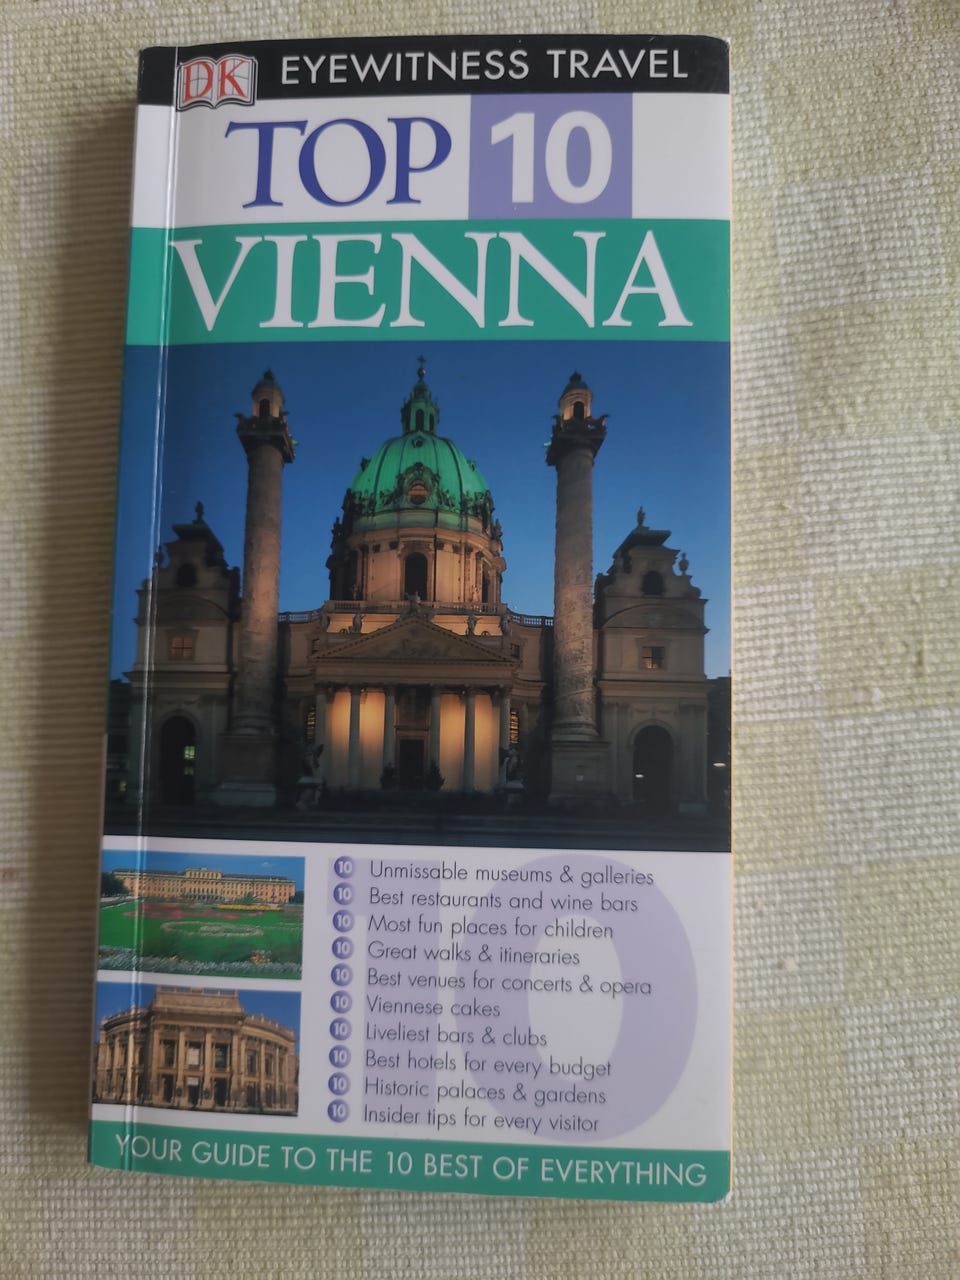 DK EYEWITNESS TRAVEL
TOP 10
VIENNA
10 Unmissable museums & galleries
10 Best restaurants and wine bars
10 Most fun places for children
10 Great walks & itineraries
10 Best venues for concerts & opera
10 Viennese cakes
10 Liveliest bars & clubs
10 Best hotels for every budget
10 Historic palaces & gardens
10 Insider tips for every visitor
10
YOUR GUIDE TO THE 10 BEST OF EVERYTHING